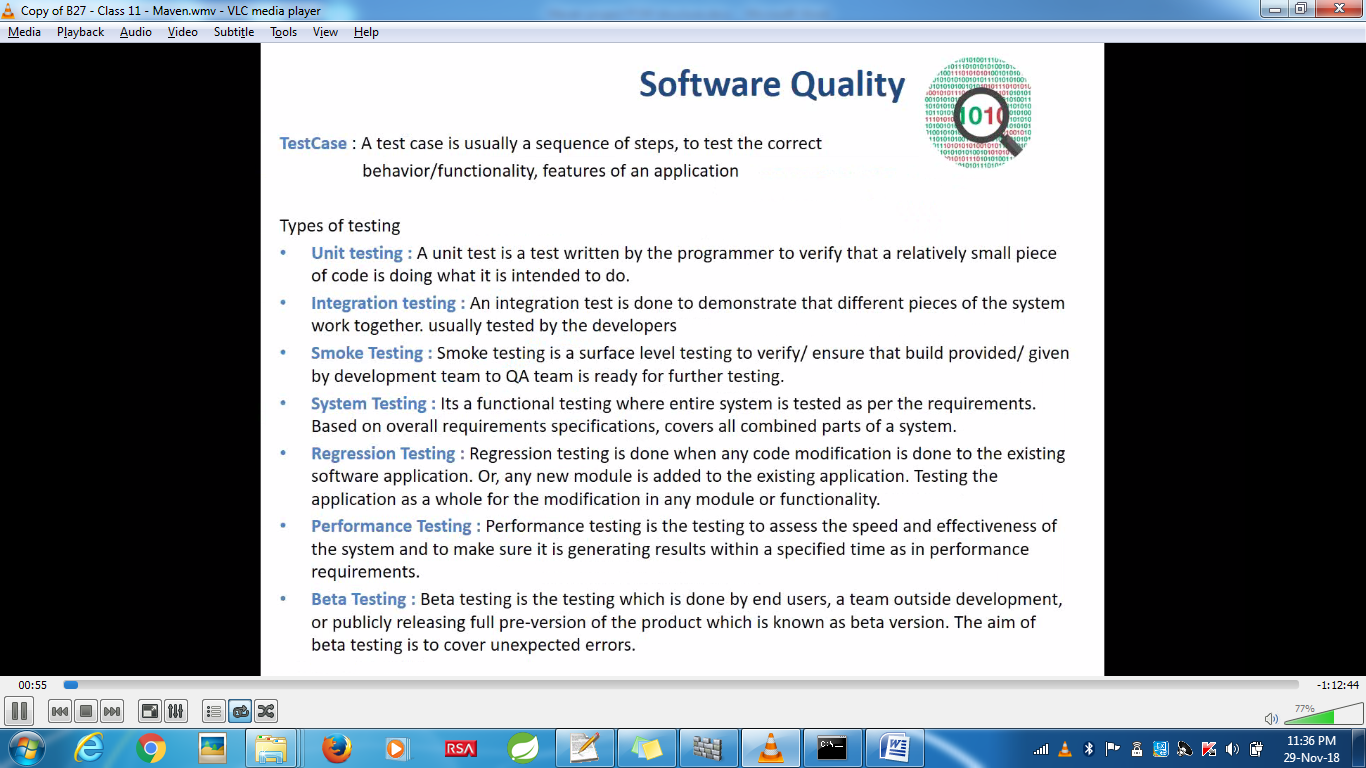 Copy of B27 - Class 11 - Maven.wmv - VLC media player
Media Playback Audio Video Subtitle Tools View Help
Software Quality
1010
TestCase : A test case is usually a sequence of steps, to test the correct
behavior/functionality, features of an application
Types of testing
• Unit testing : A unit test is a test written by the programmer to verify that a relatively small piece
of code is doing what it is intended to do.
• Integration testing : An integration test is done to demonstrate that different pieces of the system
work together. usually tested by the developers
• Smoke Testing : Smoke testing is a surface level testing to verify/ ensure that build provided/ given
by development team to QA team is ready for further testing.
• System Testing : Its a functional testing where entire system is tested as per the requirements.
Based on overall requirements specifications, covers all combined parts of a system.
• Regression Testing : Regression testing is done when any code modification is done to the existing
software application. Or, any new module is added to the existing application. Testing the
application as a whole for the modification in any module or functionality.
• Performance Testing : Performance testing is the testing to assess the speed and effectiveness of
the system and to make sure it is generating results within a specified time as in performance
requirements.
• Beta Testing : Beta testing is the testing which is done by end users, a team outside development,
or publicly releasing full pre-version of the product which is known as beta version. The aim of
beta testing is to cover unexpected errors.
00:55 -1:12:44
77%
RSA
C:\
11:36 PM
29-Nov-18